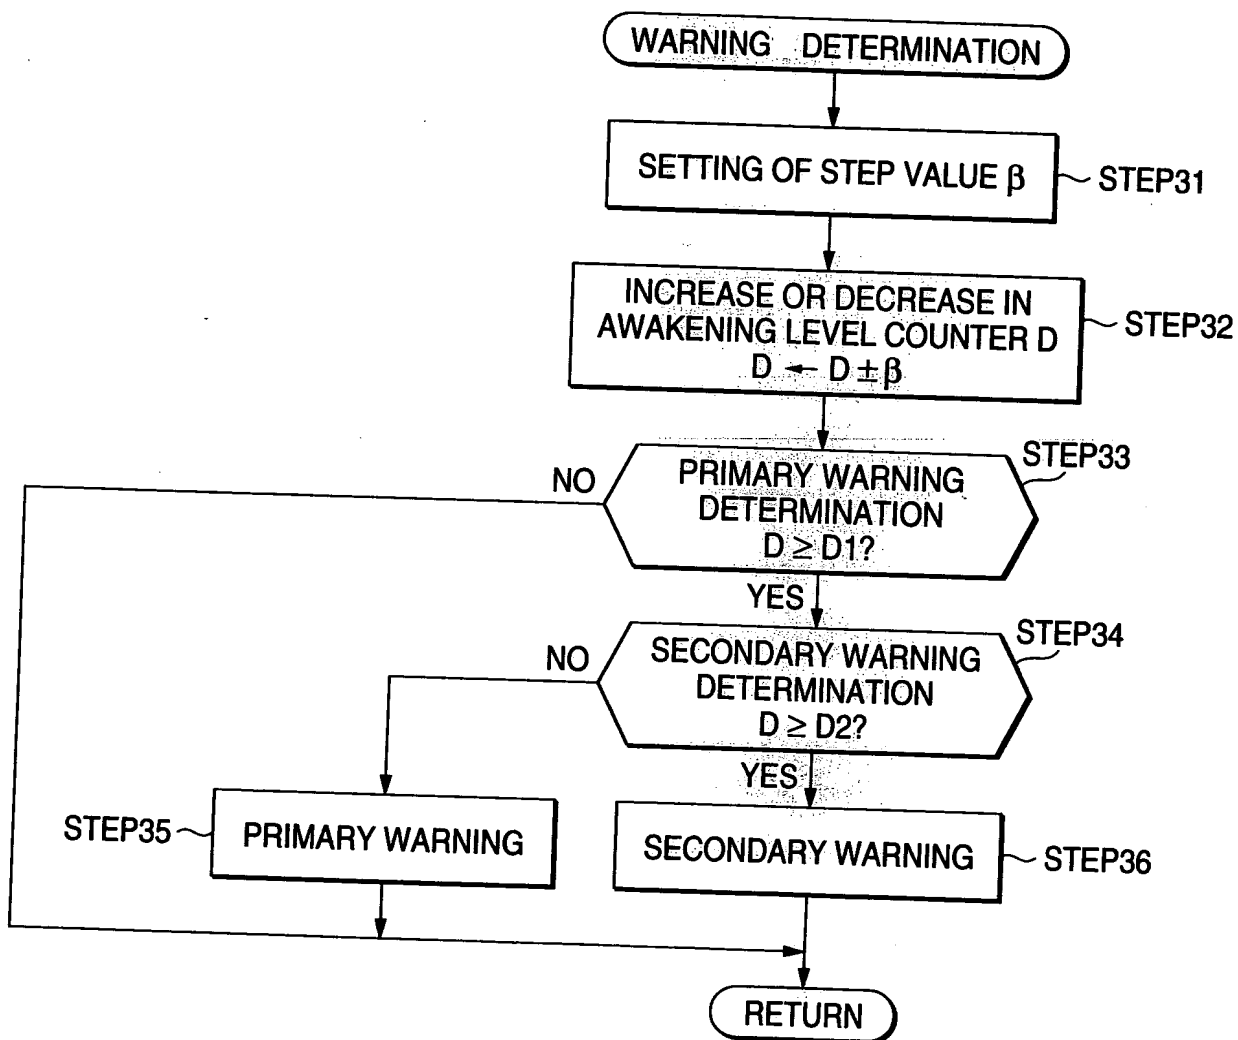 WARNING DETERMINATION
SETTING OF STEP VALUE β
STEP31
INCREASE OR DECREASE IN
AWAKENING LEVEL COUNTER D
D ← D ± β
STEP32
STEP33
NO
PRIMARY WARNING
DETERMINATION
D ≥ D1?
YES
STEP34
NO
SECONDARY WARNING
DETERMINATION
D ≥ D2?
YES
STEP35
PRIMARY WARNING
SECONDARY WARNING
STEP36
RETURN